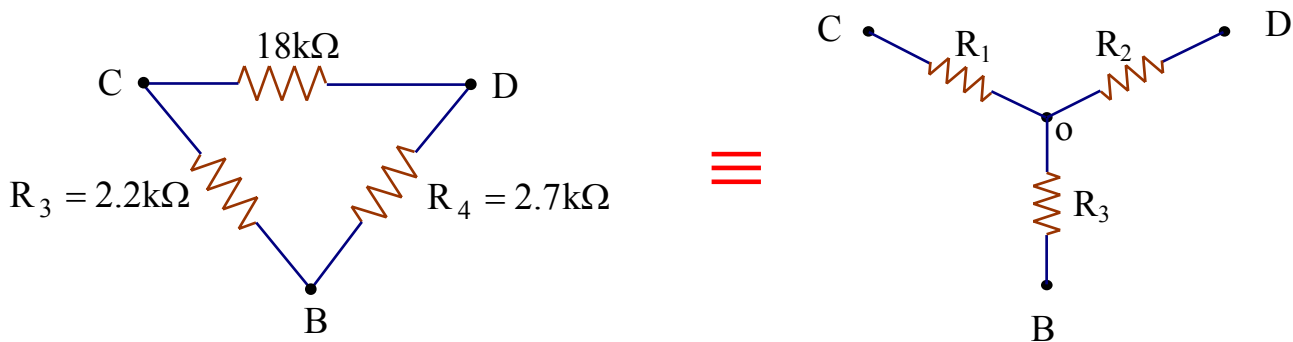 18kΩ
C
D
R₃ = 2.2kΩ
R₄ = 2.7kΩ
B
≡
C
D
R₁
R₂
o
R₃
B